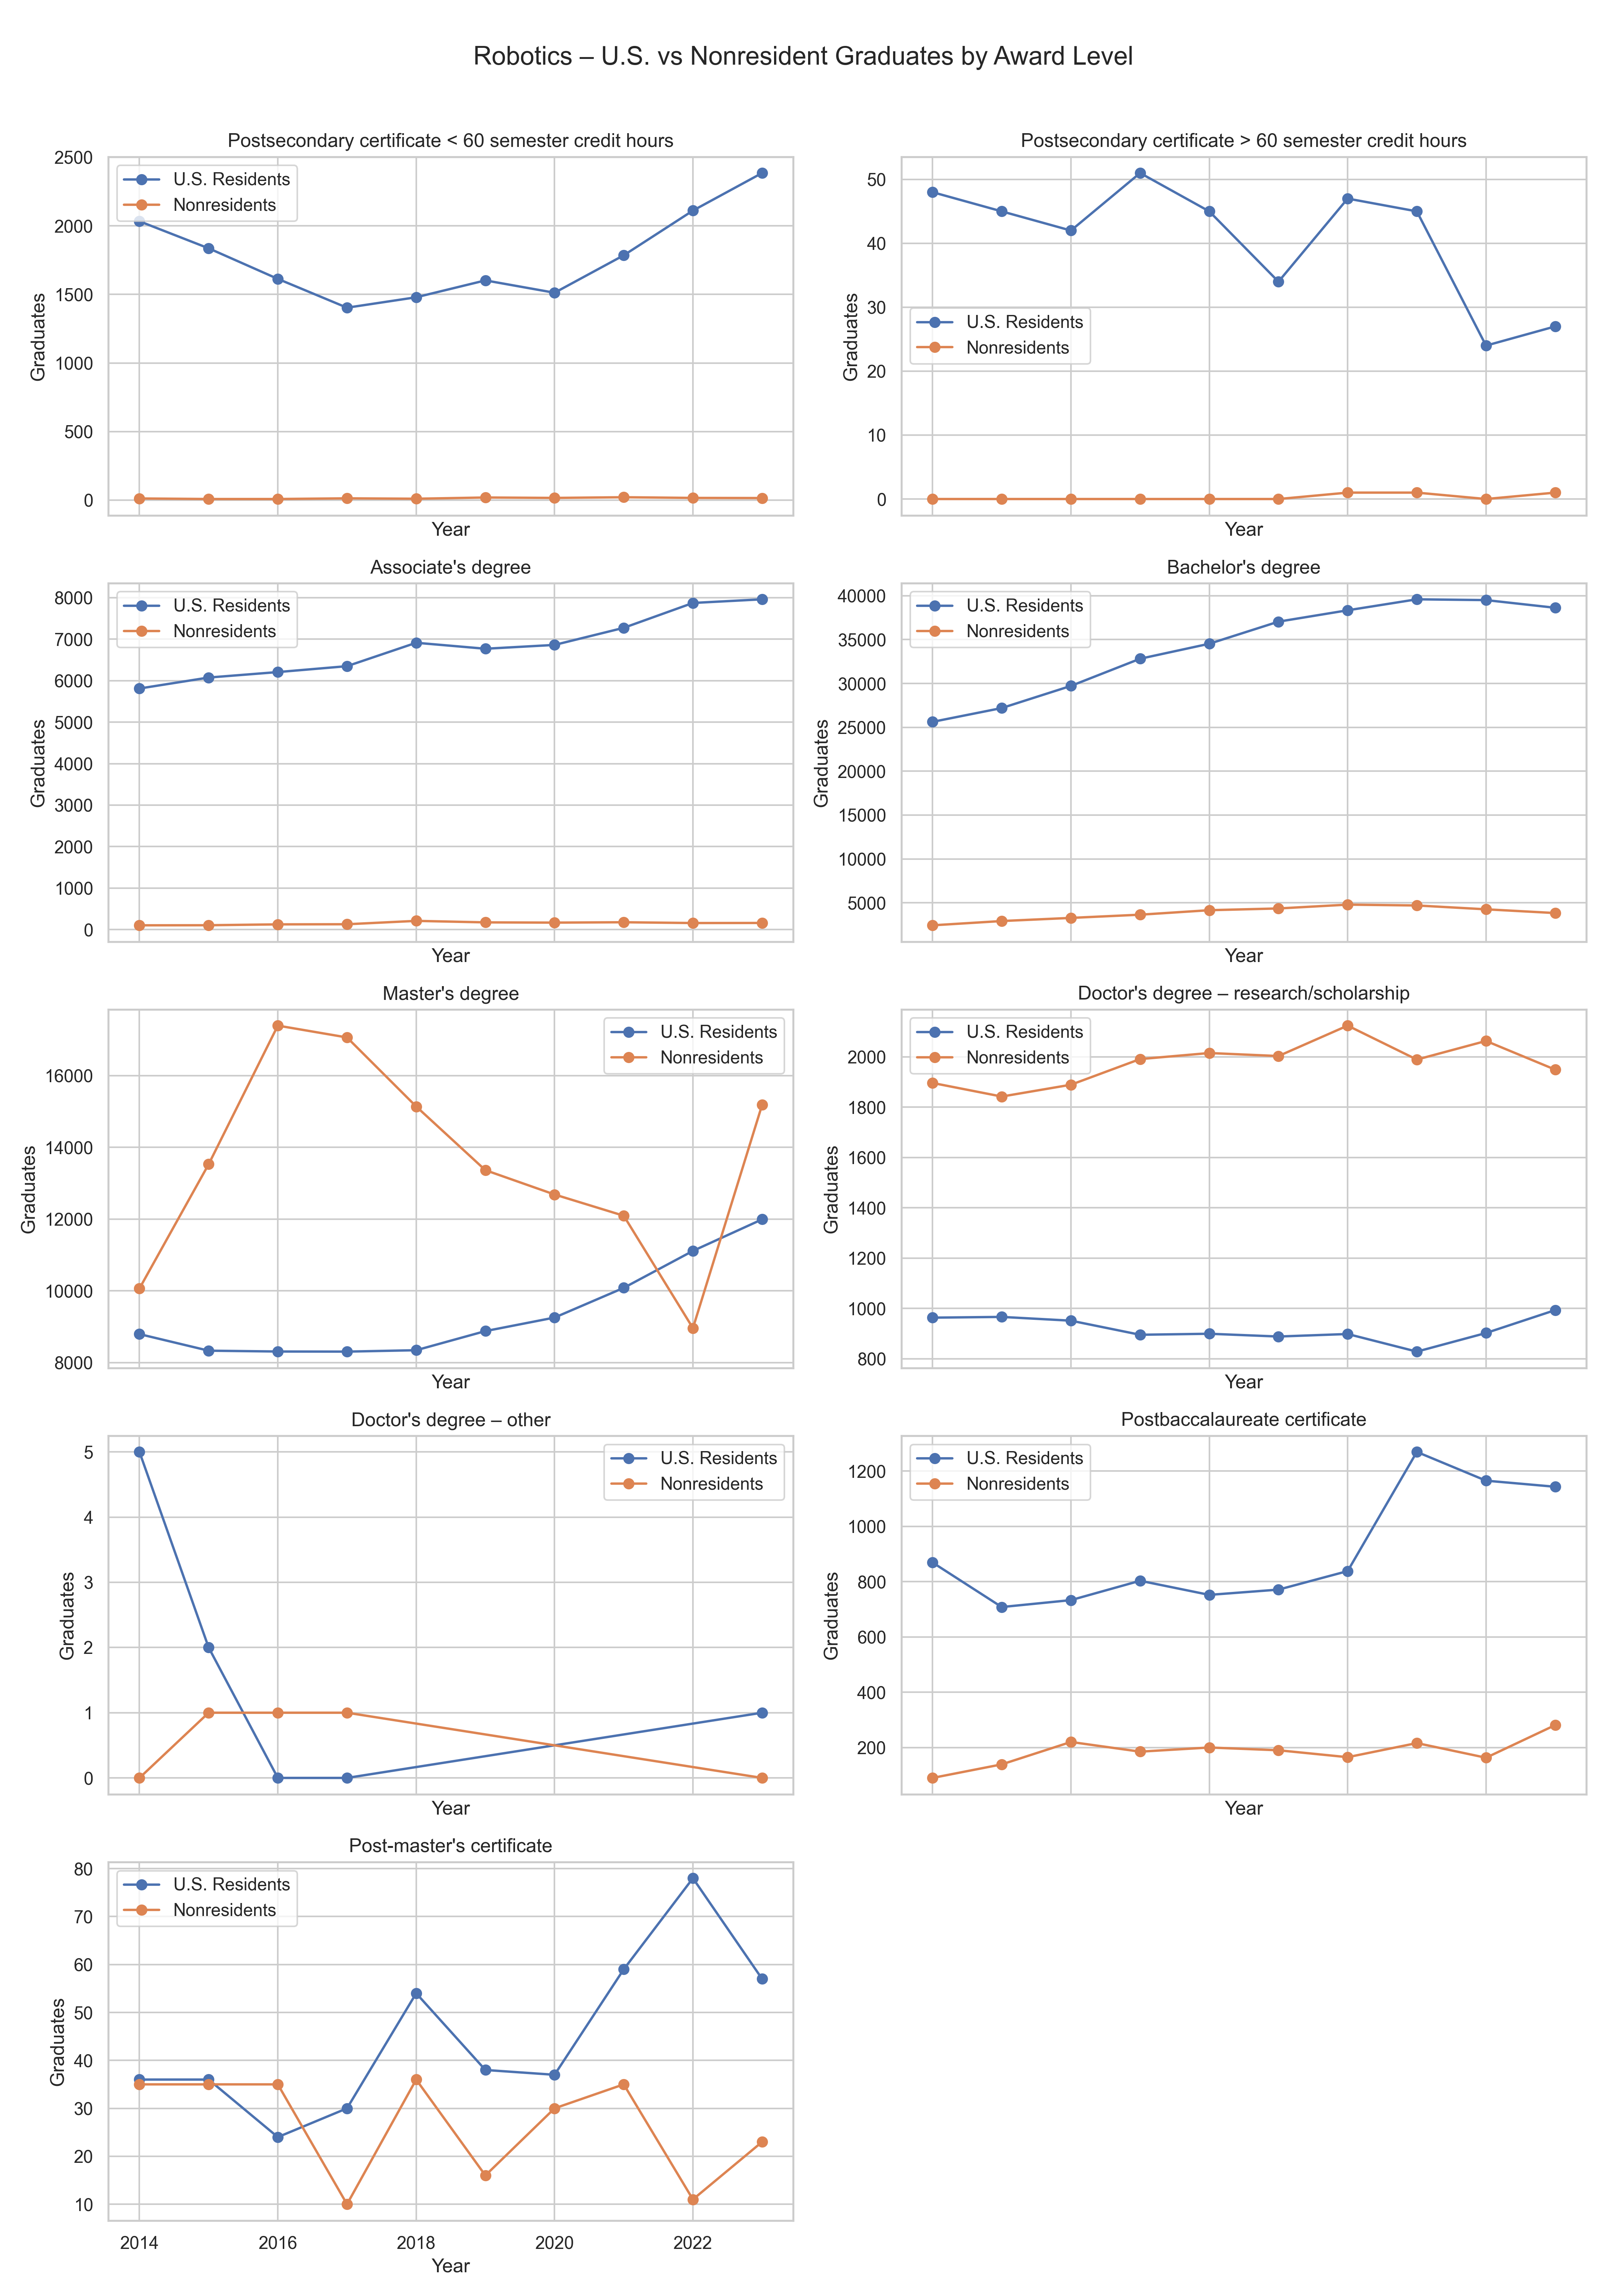 Robotics – U.S. vs Nonresident Graduates by Award Level
Postsecondary certificate < 60 semester credit hours
2500
2000
1500
1000
500
0
Graduates
U.S. Residents
Nonresidents
Year
Postsecondary certificate > 60 semester credit hours
50
40
30
20
10
0
Graduates
U.S. Residents
Nonresidents
Year
Associate's degree
8000
7000
6000
5000
4000
3000
2000
1000
0
Graduates
U.S. Residents
Nonresidents
Year
Bachelor's degree
40000
35000
30000
25000
20000
15000
10000
5000
Graduates
U.S. Residents
Nonresidents
Year
Master's degree
16000
14000
12000
10000
8000
Graduates
U.S. Residents
Nonresidents
Year
Doctor's degree – research/scholarship
2000
1800
1600
1400
1200
1000
800
Graduates
U.S. Residents
Nonresidents
Year
Doctor's degree – other
5
4
3
2
1
0
Graduates
U.S. Residents
Nonresidents
Year
Postbaccalaureate certificate
1200
1000
800
600
400
200
Graduates
U.S. Residents
Nonresidents
Year
Post-master's certificate
80
70
60
50
40
30
20
10
Graduates
U.S. Residents
Nonresidents
2014 2016 2018 2020 2022
Year